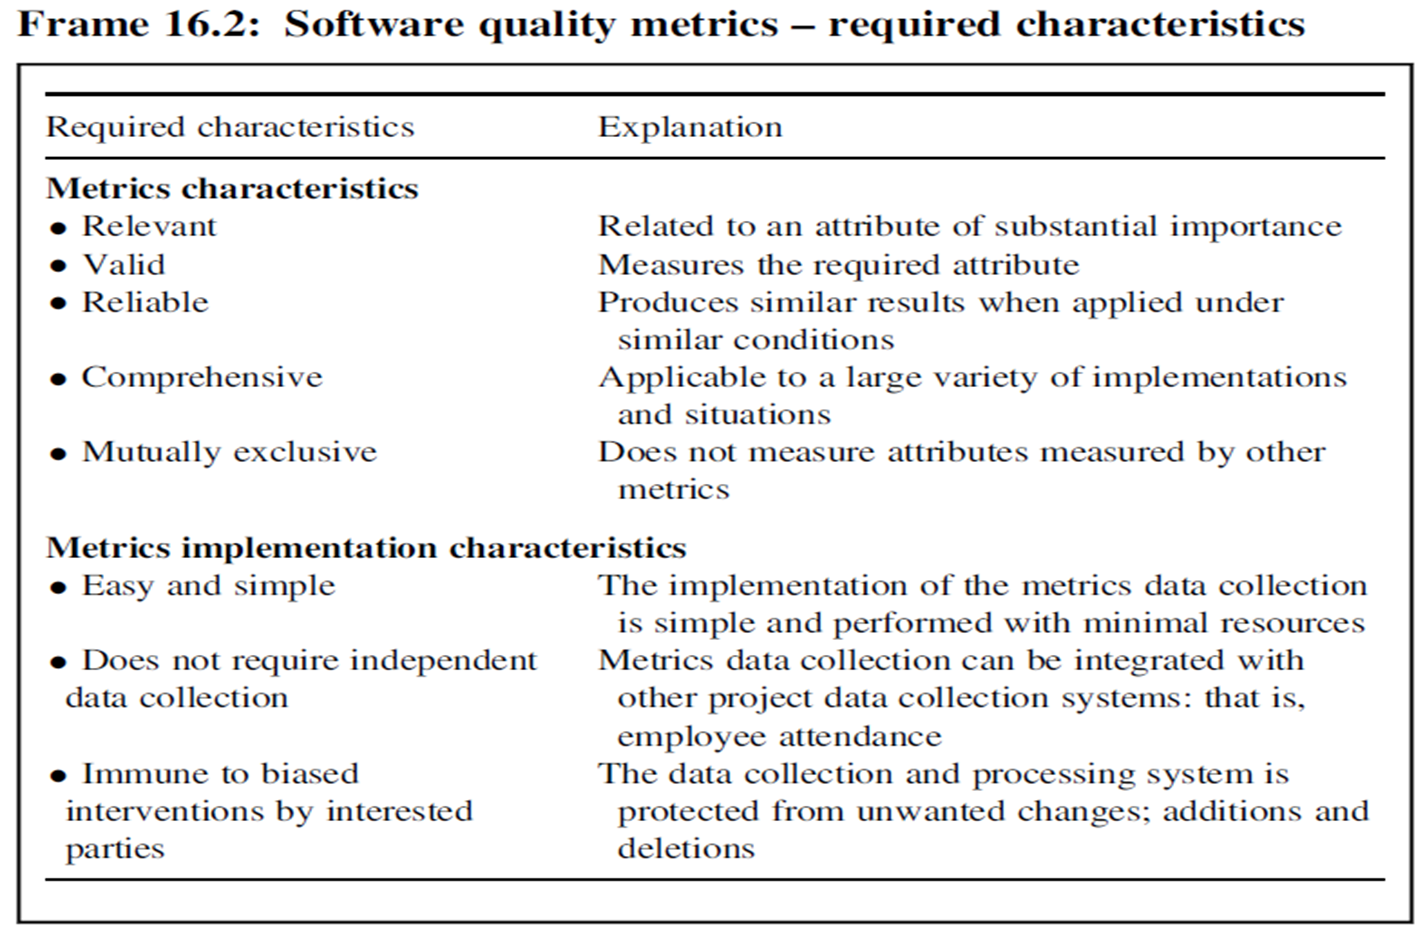 Frame 16.2: Software quality metrics – required characteristics
Required characteristics Explanation
Metrics characteristics
● Relevant Related to an attribute of substantial importance
● Valid Measures the required attribute
● Reliable Produces similar results when applied under
similar conditions
● Comprehensive Applicable to a large variety of implementations
and situations
● Mutually exclusive Does not measure attributes measured by other
metrics
Metrics implementation characteristics
● Easy and simple The implementation of the metrics data collection
is simple and performed with minimal resources
● Does not require independent Metrics data collection can be integrated with
data collection other project data collection systems: that is,
employee attendance
● Immune to biased The data collection and processing system is
interventions by interested protected from unwanted changes; additions and
parties deletions